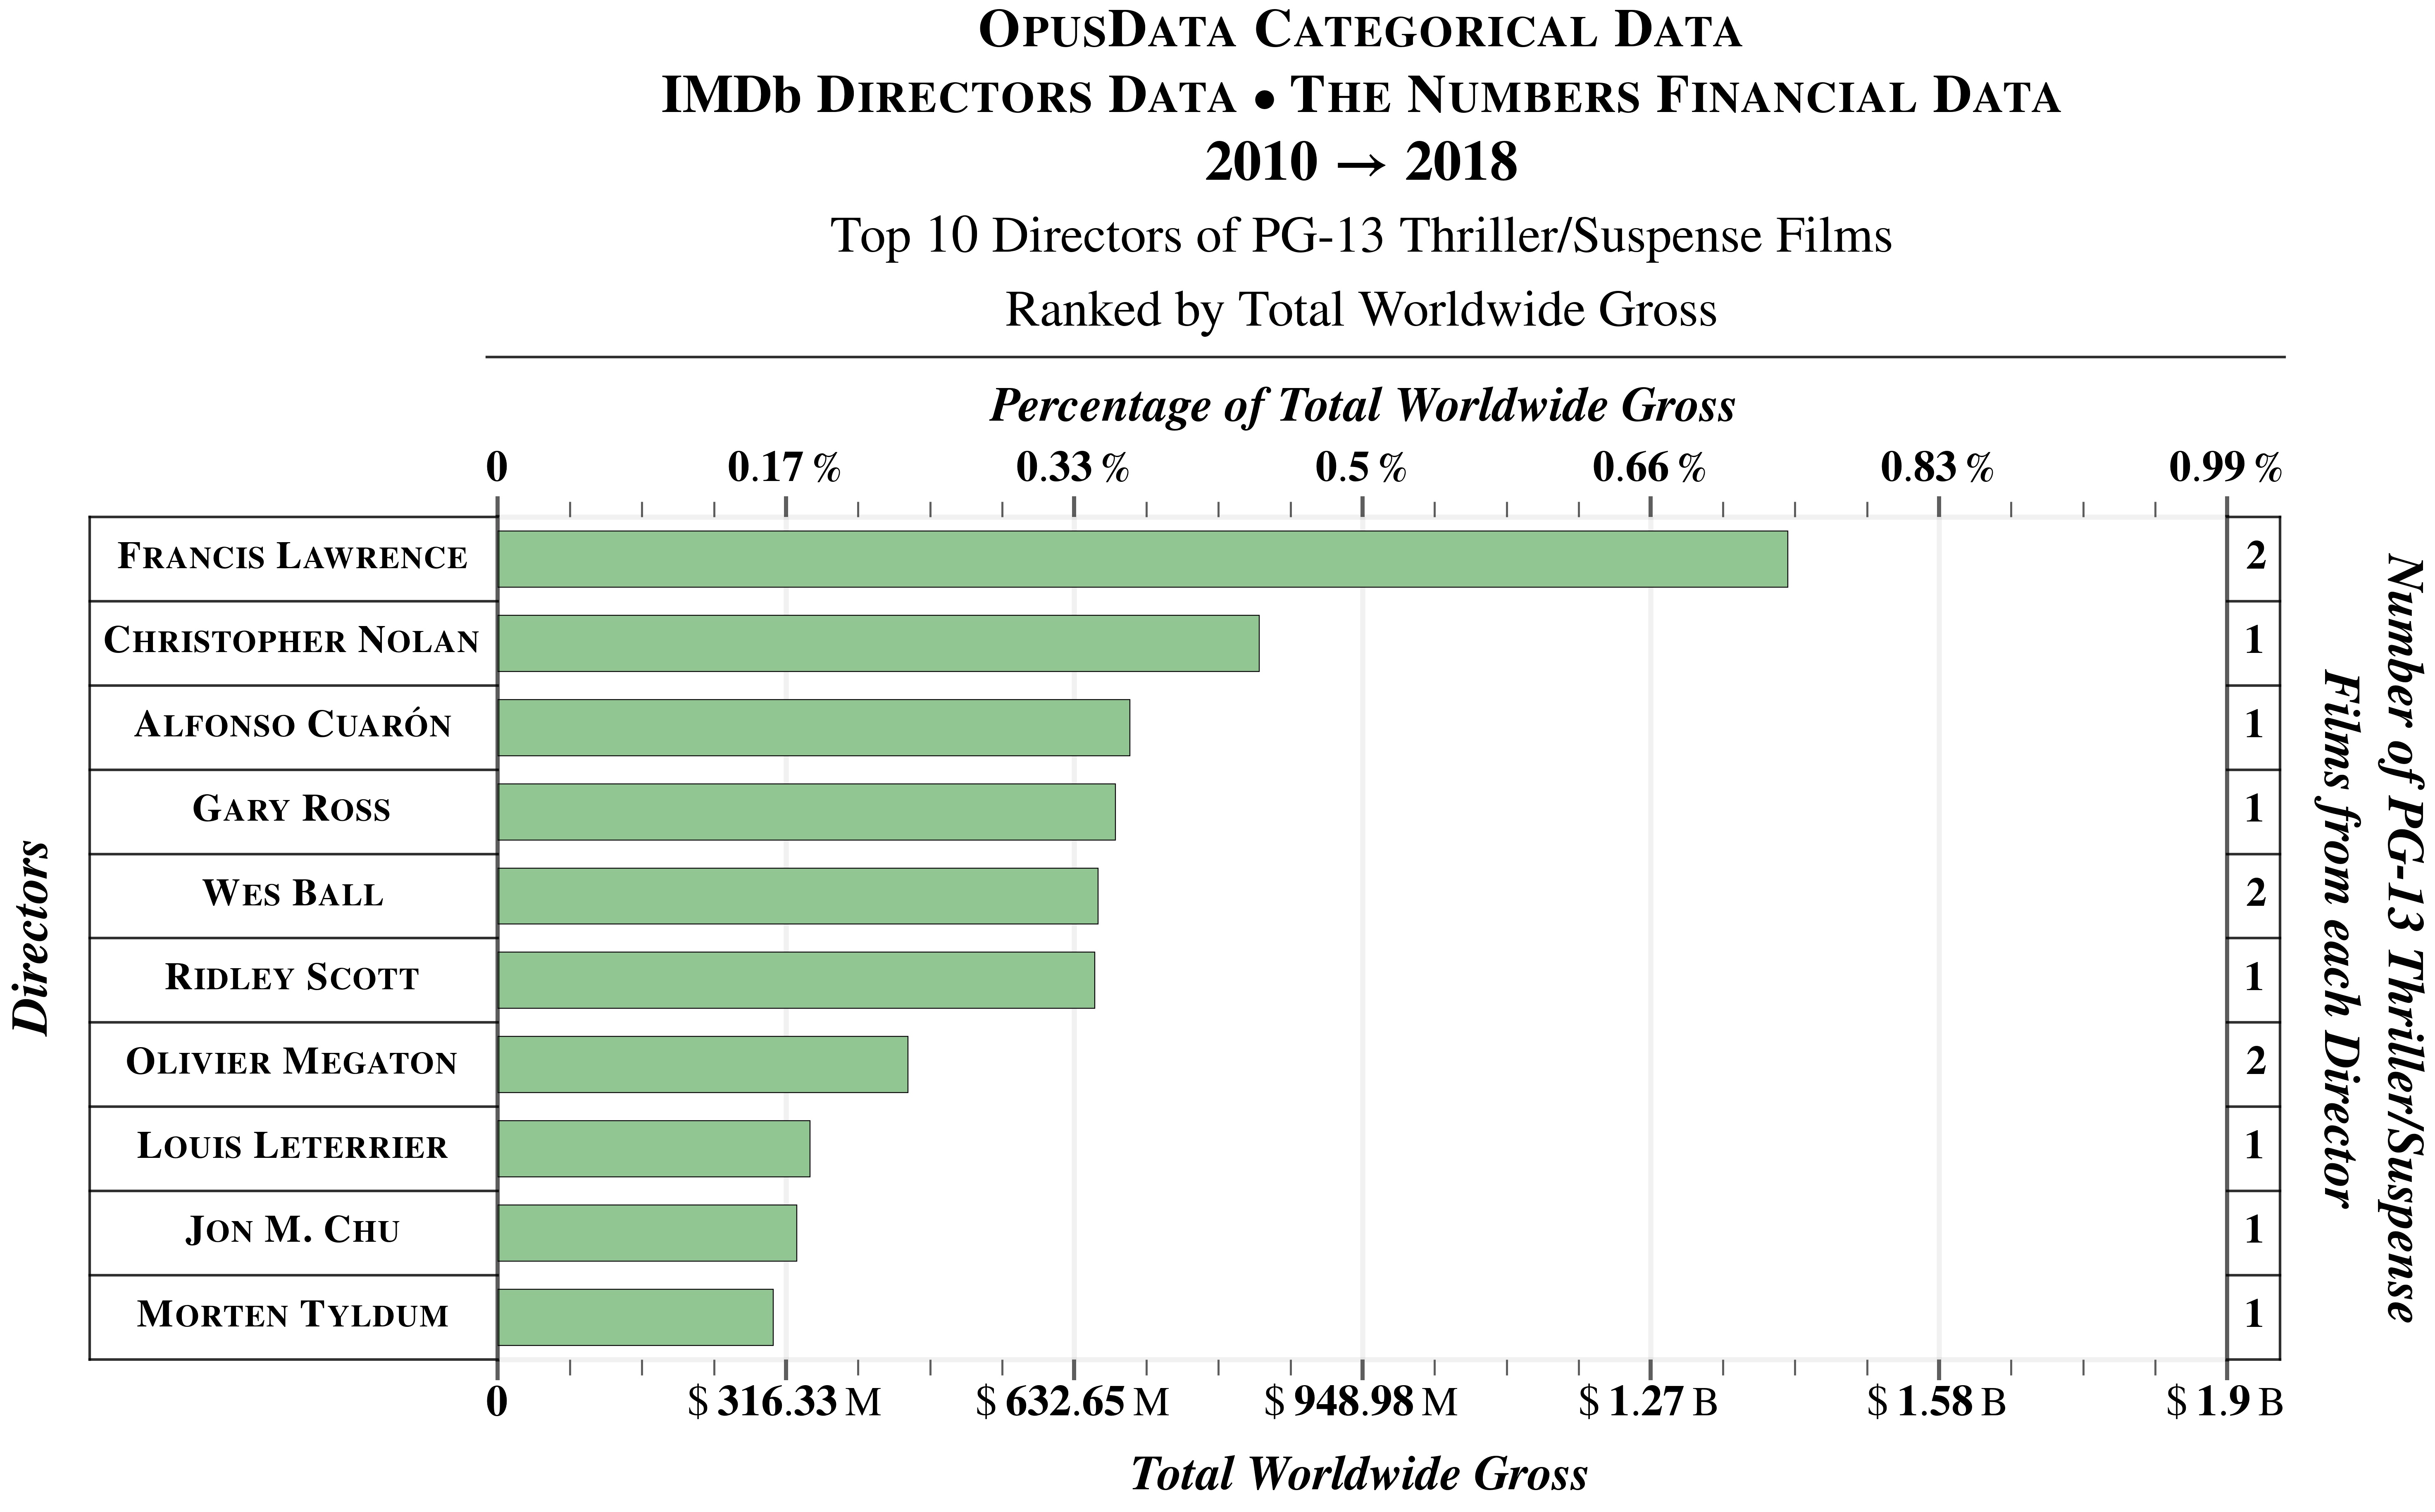 OpusData Categorical Data
IMDb Directors Data • The Numbers Financial Data
2010 → 2018
Top 10 Directors of PG-13 Thriller/Suspense Films
Ranked by Total Worldwide Gross
Percentage of Total Worldwide Gross
0 0.17 % 0.33 % 0.5 % 0.66 % 0.83 % 0.99 %
Directors
Francis Lawrence 2
Christopher Nolan 1
Alfonso Cuarón 1
Gary Ross 1
Wes Ball 2
Ridley Scott 1
Olivier Megaton 2
Louis Leterrier 1
Jon M. Chu 1
Morten Tyldum 1
Number of PG-13 Thriller/Suspense
Films from each Director
0 $ 316.33 M $ 632.65 M $ 948.98 M $ 1.27 B $ 1.58 B $ 1.9 B
Total Worldwide Gross